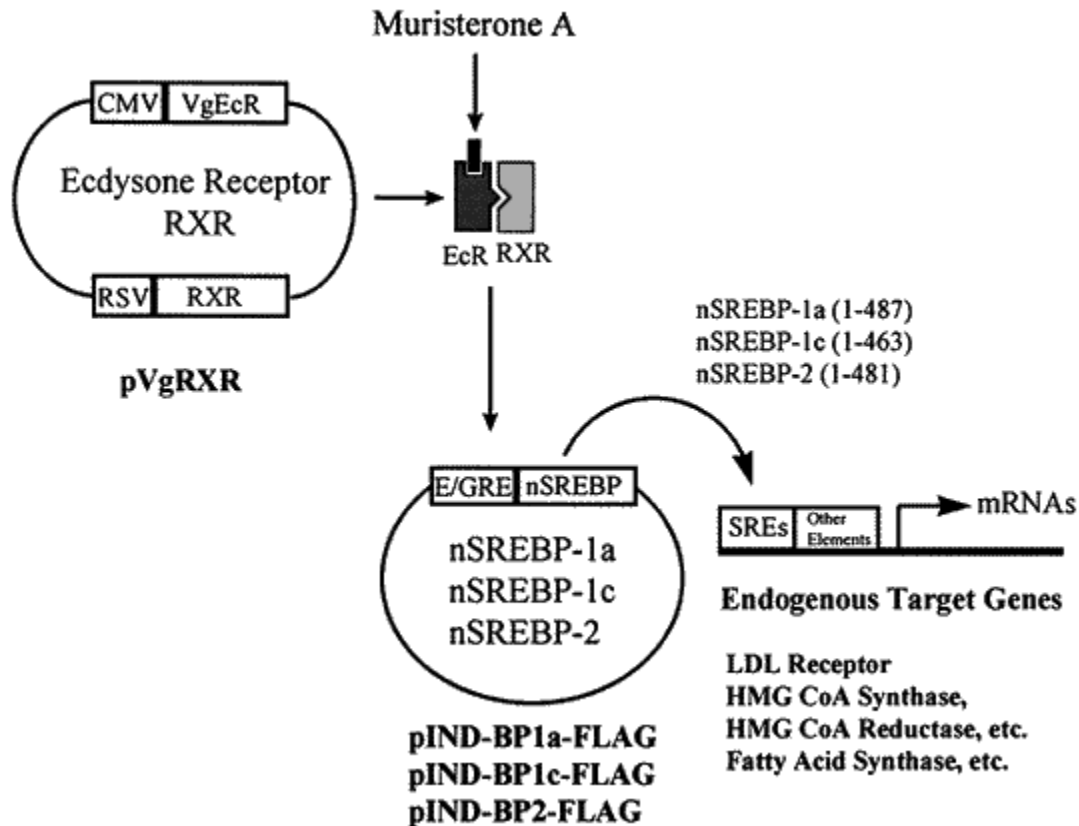 Muristerone A
CMV VgEcR
Ecdysone Receptor
RXR
RSV RXR
pVgRXR
EcR RXR
nSREBP-1a (1-487)
nSREBP-1c (1-463)
nSREBP-2 (1-481)
E/GRE nSREBP
nSREBP-1a
nSREBP-1c
nSREBP-2
pIND-BP1a-FLAG
pIND-BP1c-FLAG
pIND-BP2-FLAG
SREs Other
Elements
mRNAs
Endogenous Target Genes
LDL Receptor
HMG CoA Synthase,
HMG CoA Reductase, etc.
Fatty Acid Synthase, etc.